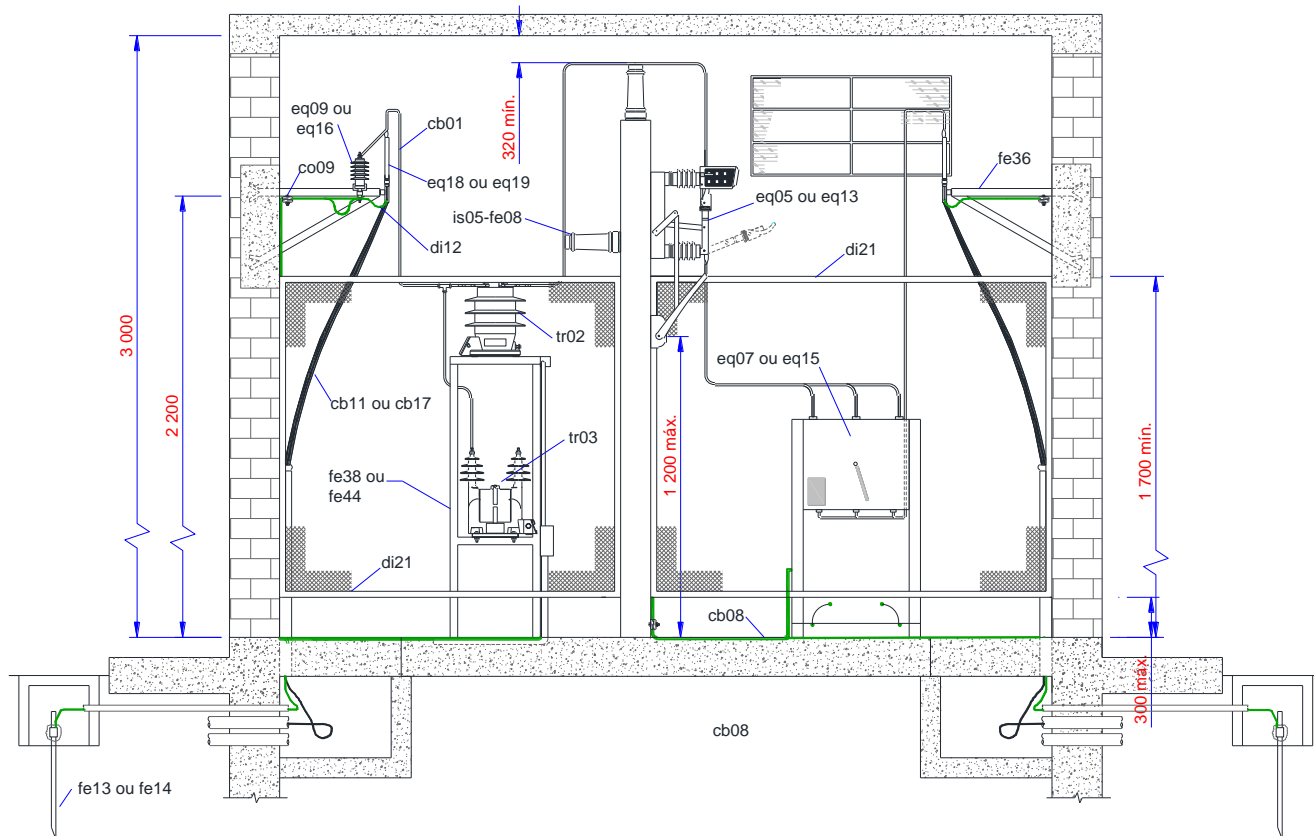 eq09 ou
eq16
cb01
320 mín.
fe36
co09
eq18 ou eq19
eq05 ou eq13
is05-fe08
di12
di21
3 000
2 200
tr02
eq07 ou eq15
cb11 ou cb17
tr03
1 200 máx.
1 700 mín.
fe38 ou
fe44
di21
cb08
300 máx.
cb08
fe13 ou fe14